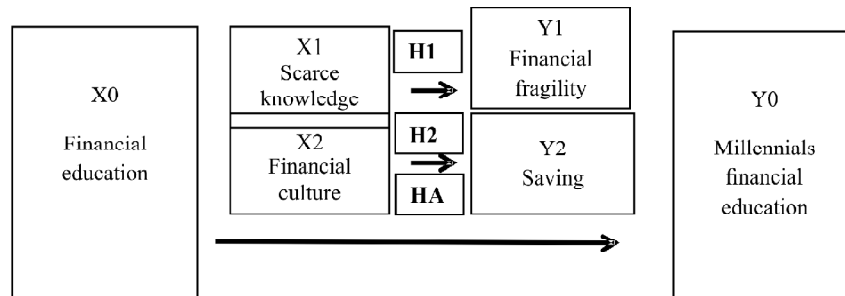 X0
Financial
education
X1
Scarce
knowledge
X2
Financial
culture
H1
H2
HA
Y1
Financial
fragility
Y2
Saving
Y0
Millennials
financial
education